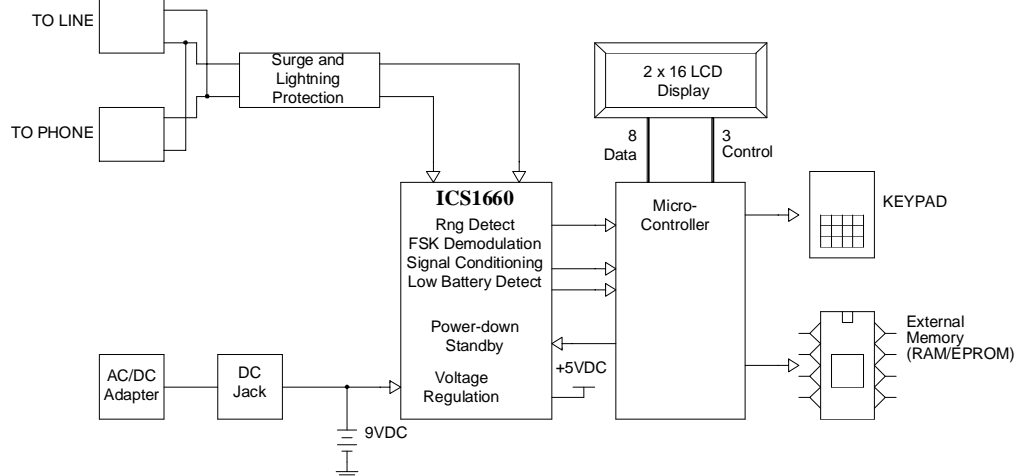 TO LINE
TO PHONE
Surge and
Lightning
Protection
2 x 16 LCD
Display
8
Data
3
Control
ICS1660
Rng Detect
FSK Demodulation
Signal Conditioning
Low Battery Detect
Power-down
Standby
Voltage
Regulation
Micro-
Controller
KEYPAD
External
Memory
(RAM/EPROM)
+5VDC
AC/DC
Adapter
DC
Jack
9VDC